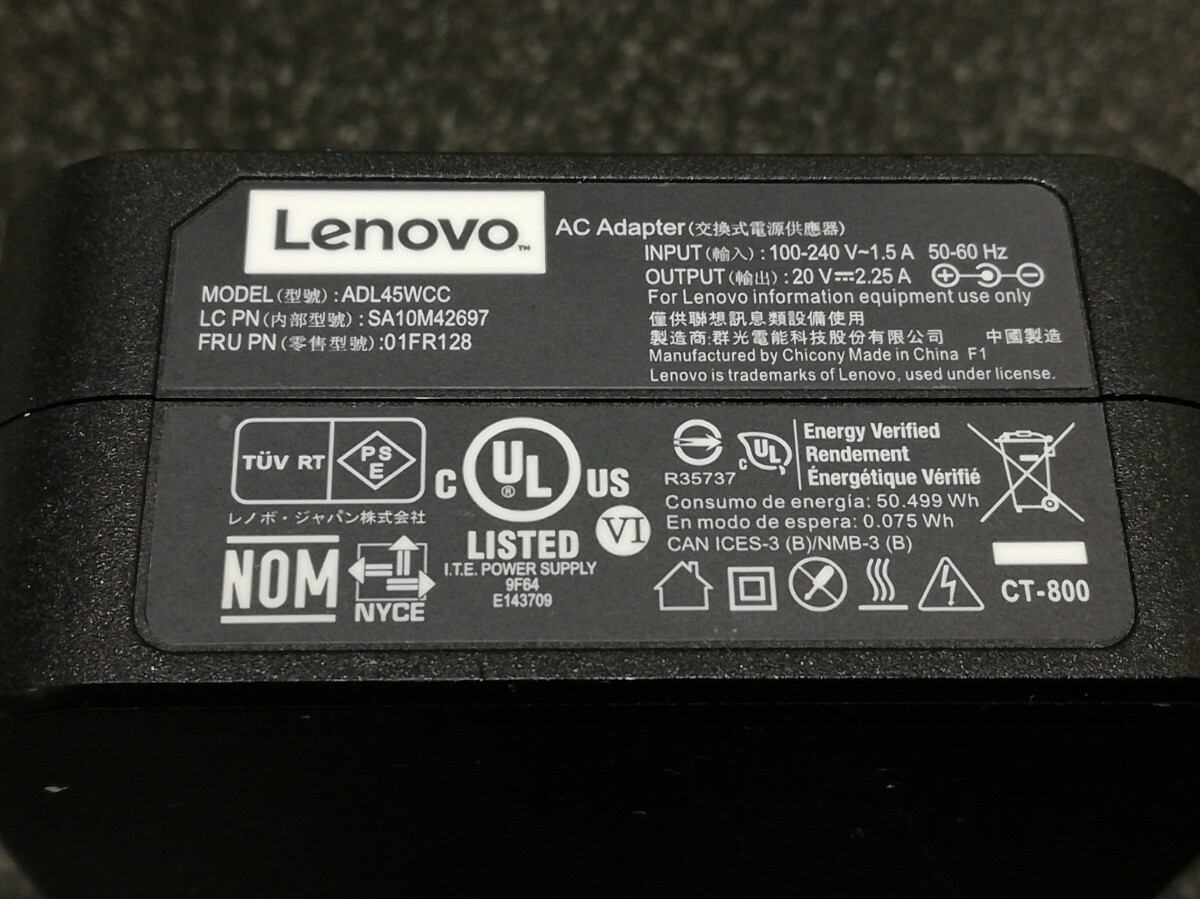 Lenovo™
AC Adapter(交換式電源供應器)
INPUT(輸入):100-240 V~1.5 A 50-60 Hz
OUTPUT(輸出):20 V⎓2.25 A
For Lenovo information equipment use only
僅供聯想訊息類設備使用
製造商:群光電能科技股份有限公司 中國製造
Manufactured by Chicony Made in China F1
Lenovo is trademarks of Lenovo, used under license.
MODEL(型號):ADL45WCC
LC PN(内部型號):SA10M42697
FRU PN(零售型號):01FR128
TÜV RT
PS
E
レノボ・ジャパン株式会社
NOM
NYCE
C UL® US
LISTED
VI
I.T.E. POWER SUPPLY
9F64
E143709
R35737
c UL
Energy Verified
Rendement
Énergétique Vérifié
Consumo de energía: 50.499 Wh
En modo de espera: 0.075 Wh
CAN ICES-3 (B)/NMB-3 (B)
CT-800